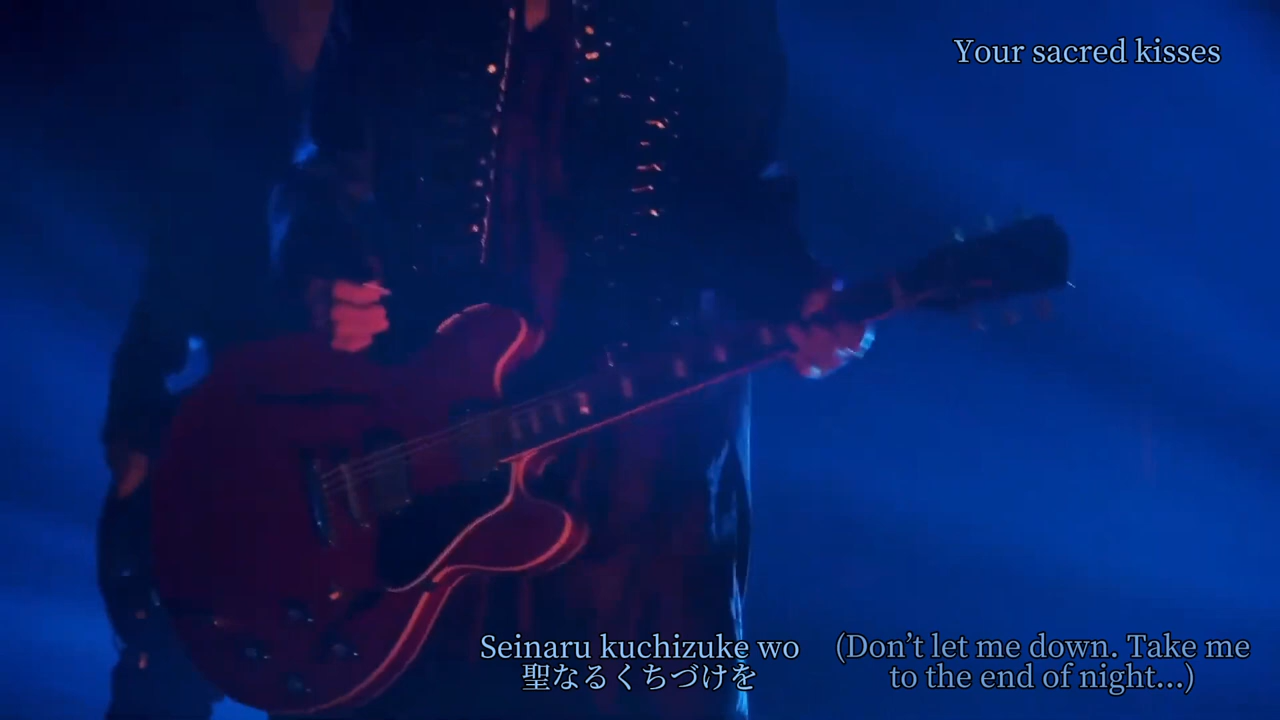 Your sacred kisses
Seinaru kuchizuke wo
聖なるくちづけを
(Don’t let me down. Take me
to the end of night...)